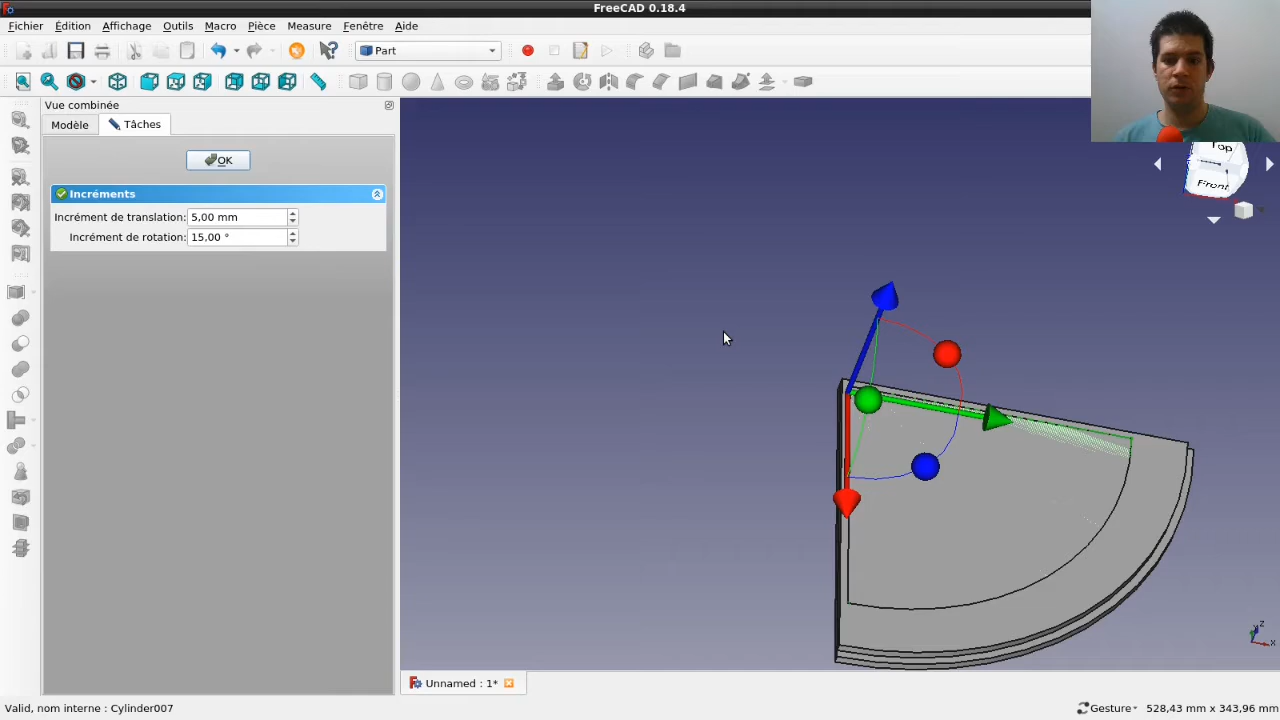 FreeCAD 0.18.4
Fichier Édition Affichage Outils Macro Pièce Measure Fenêtre Aide
Part
Vue combinée
Modèle Tâches
OK
Incréments
Incrément de translation: 5,00 mm
Incrément de rotation: 15,00 °
Top
Front
Z
Y
X
Unnamed : 1*
Valid, nom interne : Cylinder007
Gesture
528,43 mm x 343,96 mm